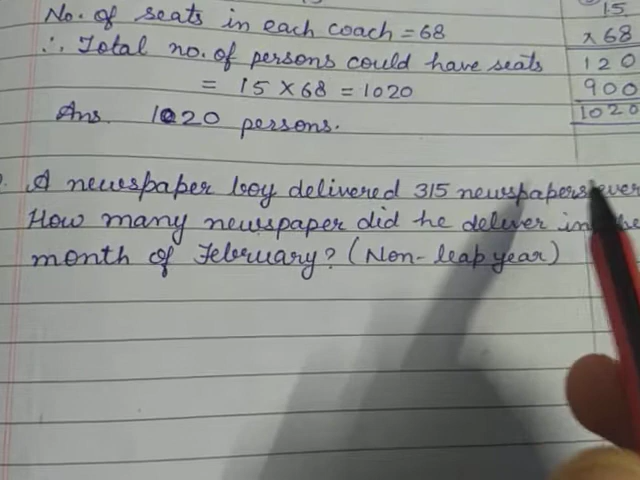 No. of seats in each coach = 68
∴ Total no. of persons could have seats
= 15 × 68 = 1020
Ans. 1020 persons.
15
× 68
120
900
1020
A newspaper boy delivered 315 newspapers
How many newspaper did he deliver in
month of February? (Non-leap year)